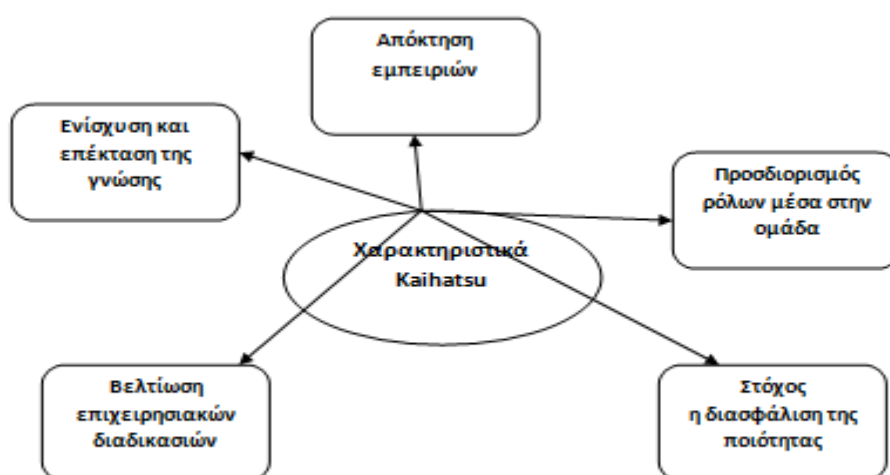 Απόκτηση
εμπειριών
Ενίσχυση και
επέκταση της
γνώσης
Προσδιορισμός
ρόλων μέσα στην
ομάδα
Χαρακτηριστικά
Kaihatsu
Βελτίωση
επιχειρησιακών
διαδικασιών
Στόχος
η διασφάλιση της
ποιότητας